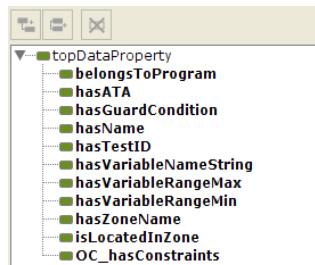 topDataProperty
belongsToProgram
hasATA
hasGuardCondition
hasName
hasTestID
hasVariableNameString
hasVariableRangeMax
hasVariableRangeMin
hasZoneName
isLocatedInZone
OC_hasConstraints